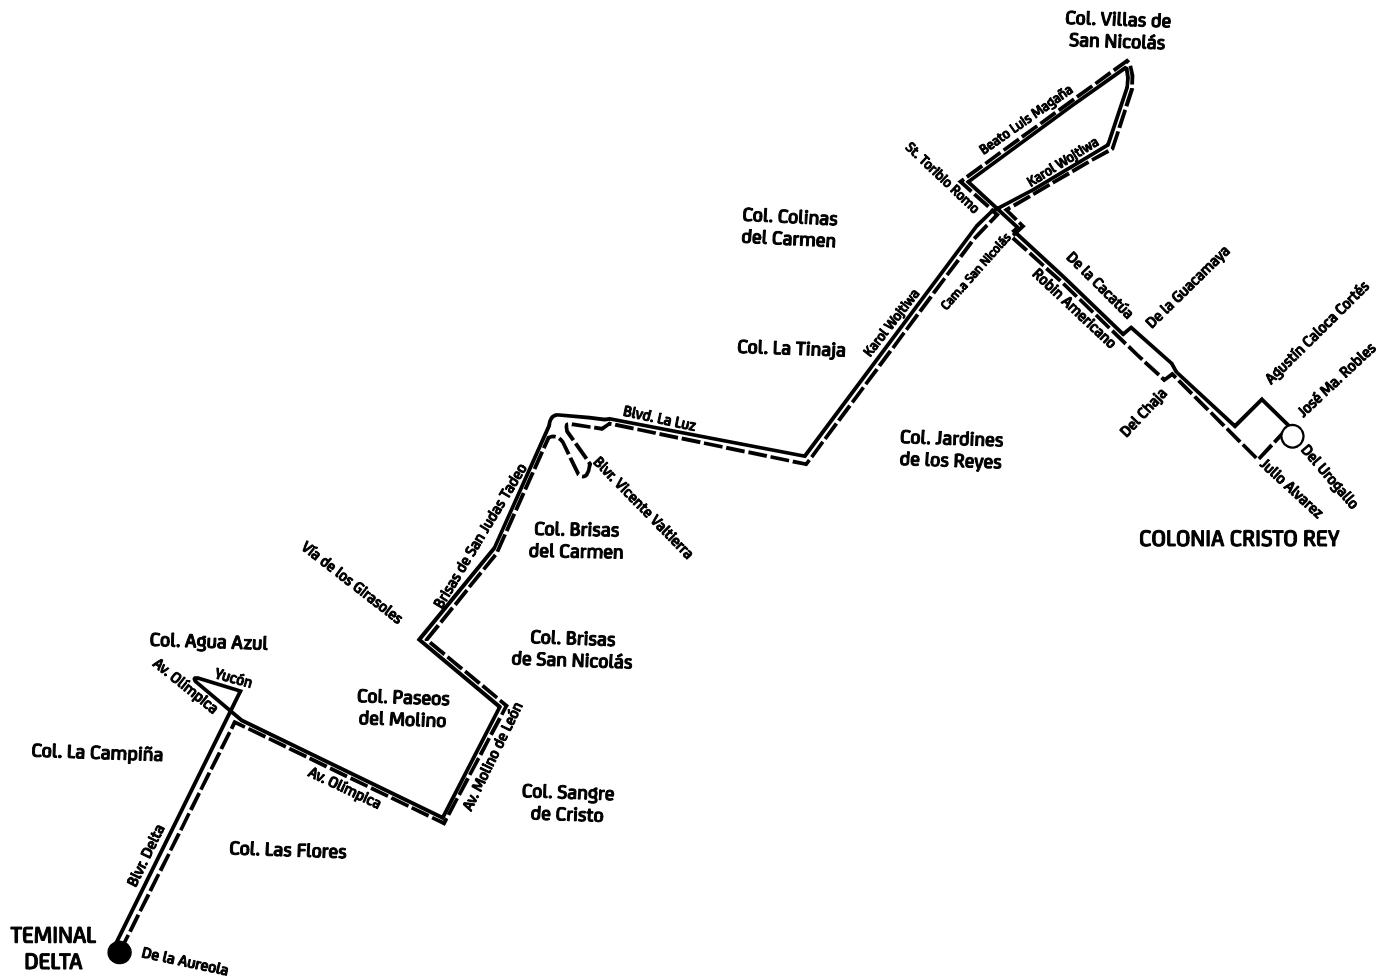 Col. Villas de
San Nicolás
Beato Luis Magaña
St. Toribio Romo
Karol Wojtiwa
Col. Colinas
del Carmen
Cam.a San Nicolás
De la Cacatúa
De la Guacamaya
Robin Americano
Karol Wojtiwa
Col. La Tinaja
Agustín Caloca Cortés
José Ma. Robles
Del Chaja
Blvd. La Luz
Col. Jardines
de los Reyes
Del Urogallo
Julio Alvarez
COLONIA CRISTO REY
Blvr. Vicente Valtierra
Brisas de San Judas Tadeo
Col. Brisas
del Carmen
Vía de los Girasoles
Col. Brisas
de San Nicolás
Col. Agua Azul
Av. Olímpica
Yucón
Col. Paseos
del Molino
Av. Molino de León
Col. La Campiña
Av. Olímpica
Col. Sangre
de Cristo
Blvr. Delta
Col. Las Flores
TEMINAL
DELTA
De la Aureola